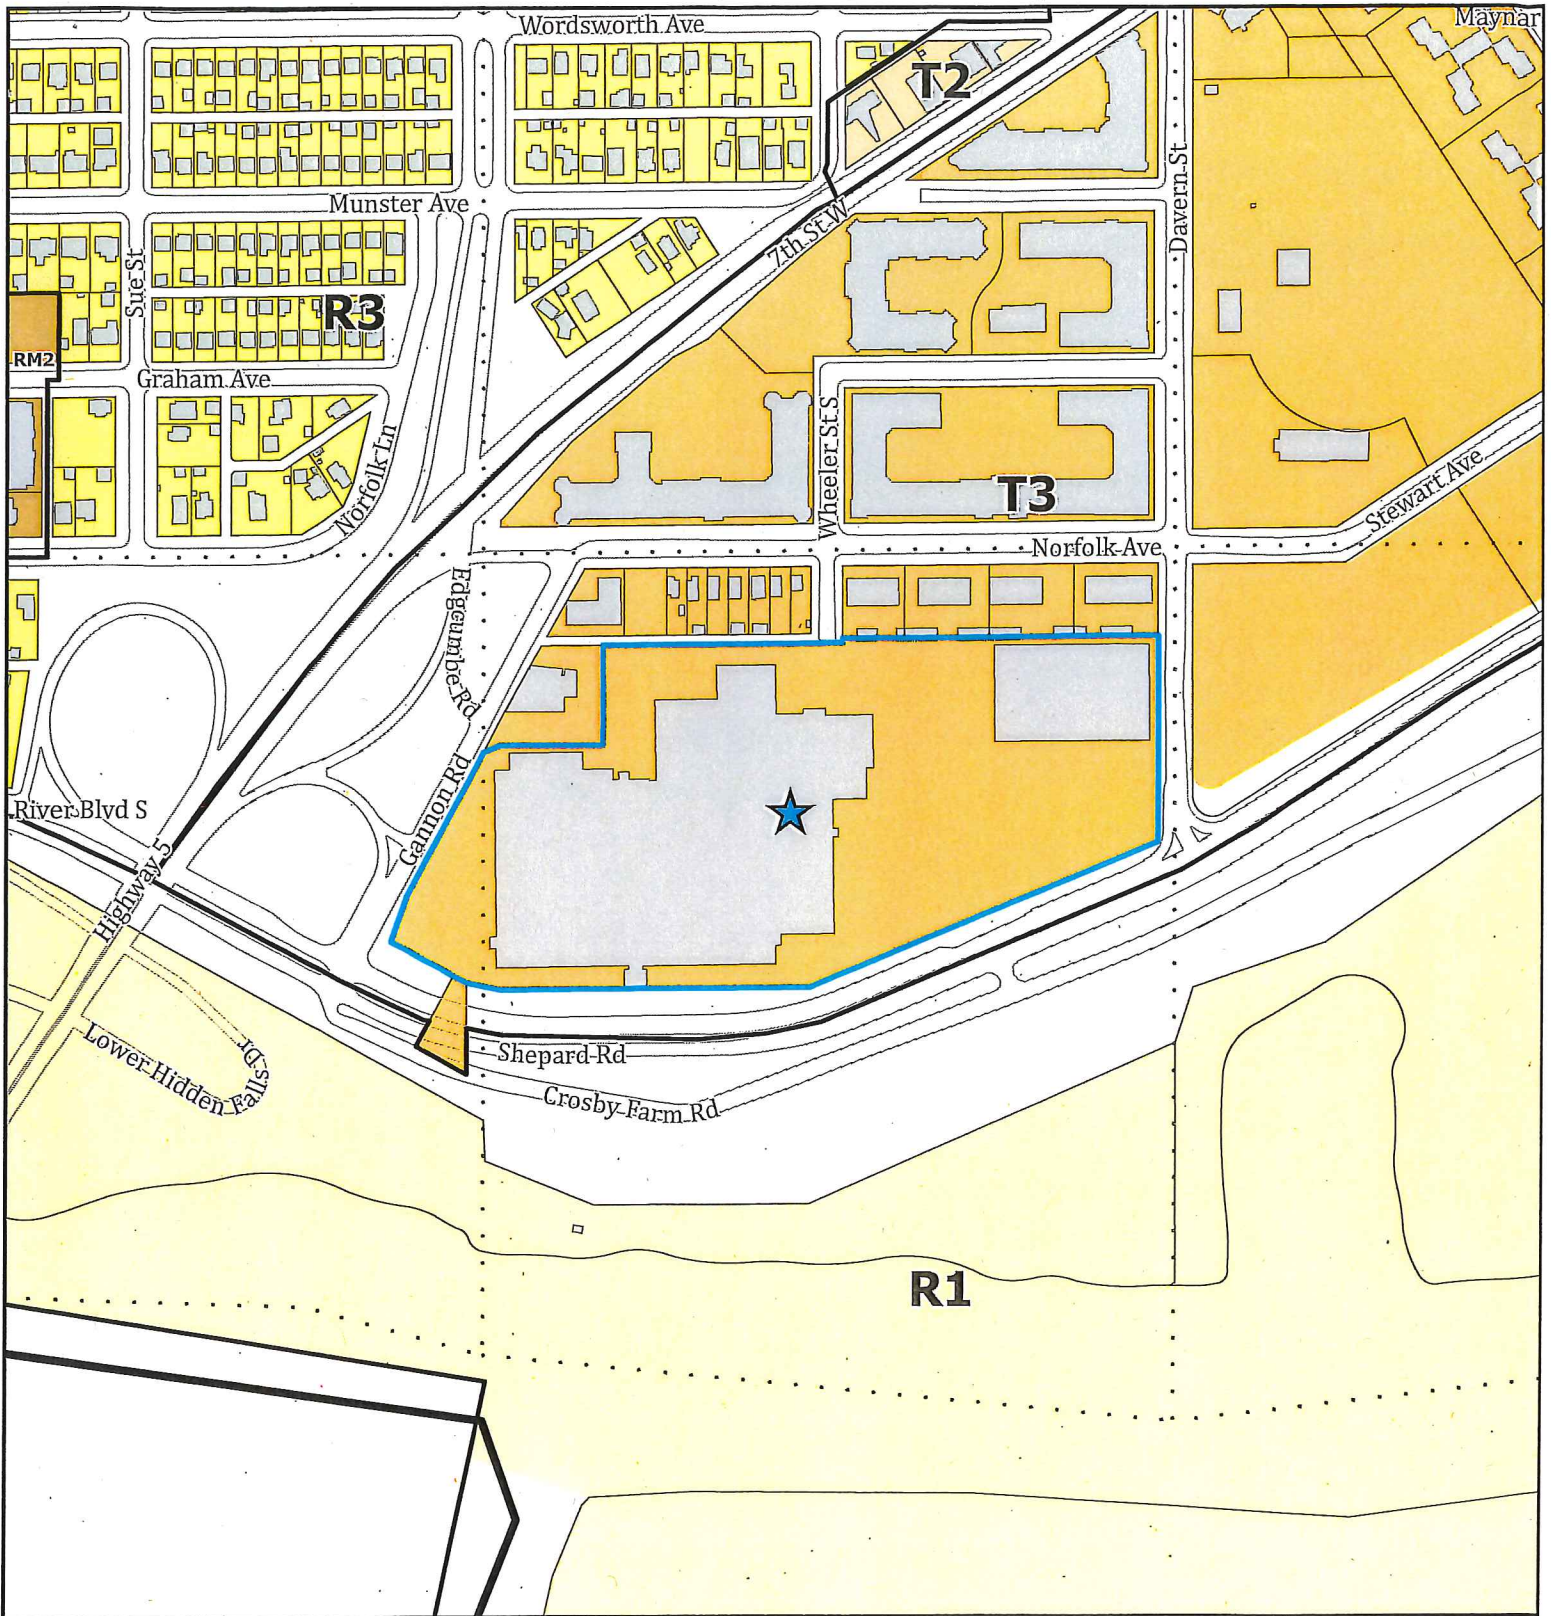 Wordsworth Ave
Maynar
T2
Munster Ave
Davern St
7th St W
Sue St
R3
RM2
Graham Ave
Norfolk Ln
Wheeler St S
T3
Stewart Ave
Norfolk Ave
Edgcumbe Rd
River Blvd S
Gannon Rd
Highway 5
Lower Hidden Falls Dr
Shepard Rd
Crosby Farm Rd
R1